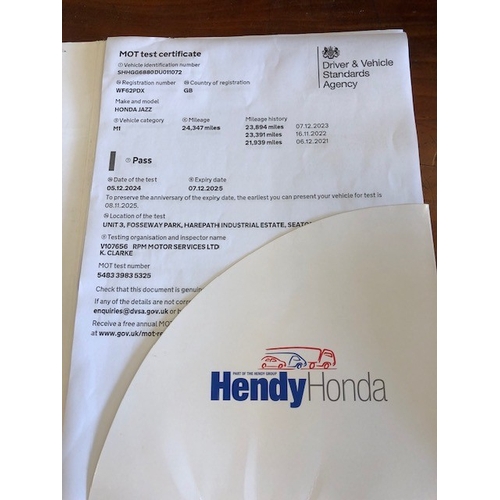 MOT test certificate
Driver & Vehicle
Standards
Agency
Vehicle identification number
SHHGG6880DU011072
Registration number
Country of registration
WF62PDX
GB
Make and model
HONDA JAZZ
Vehicle category
Mileage
Mileage history
M1
24,347 miles
23,894 miles 07.12.2023
23,391 miles 16.11.2022
21,939 miles 06.12.2021
Pass
Date of the test
Expiry date
05.12.2024
07.12.2025
To preserve the anniversary of the expiry date, the earliest you can present your vehicle for test is
08.11.2025.
Location of the test
UNIT 3, FOSSEWAY PARK, HAREPATH INDUSTRIAL ESTATE, SEATO
Testing organisation and inspector name
V107656 RPM MOTOR SERVICES LTD
K. CLARKE
MOT test number
5483 3983 5325
Check that this document is genuin
If any of the details are not corr
enquiries@dvsa.gov.uk or
Receive a free annual MOT
at www.gov.uk/mot-re
PART OF THE HENDY GROUP
HendyHonda